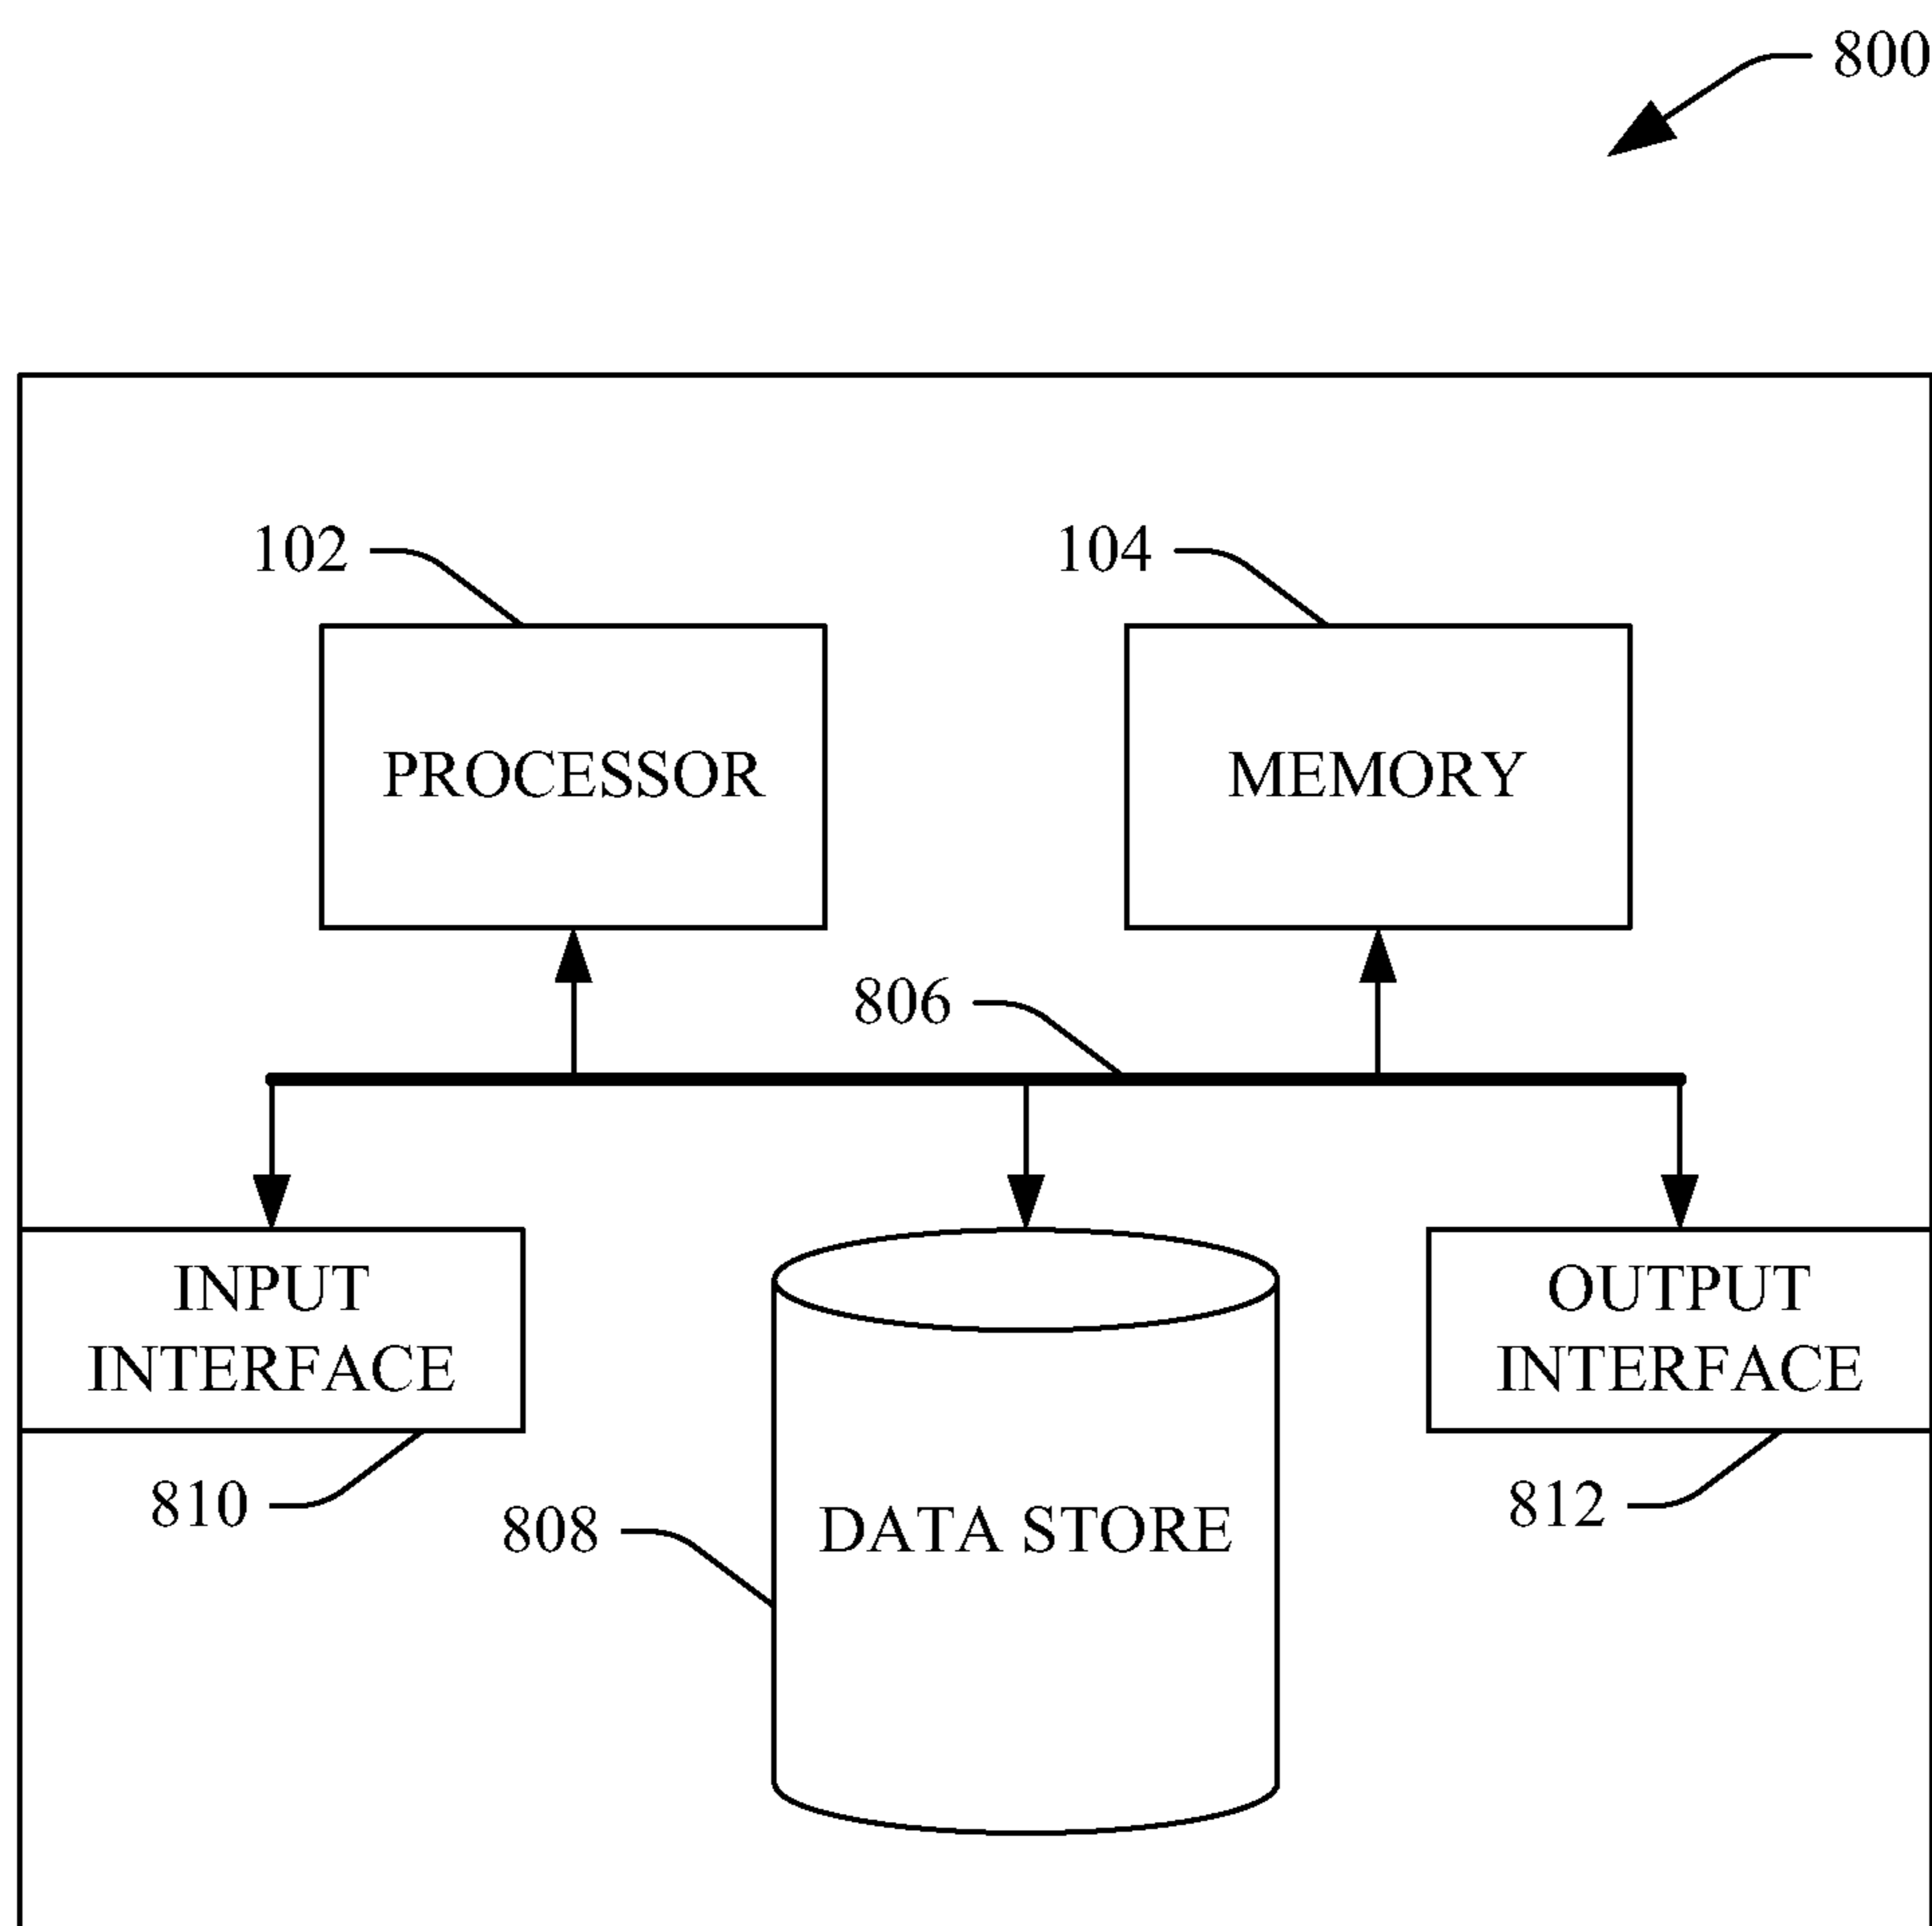 800
102
104
PROCESSOR
MEMORY
806
INPUT
INTERFACE
OUTPUT
INTERFACE
810
808
DATA STORE
812